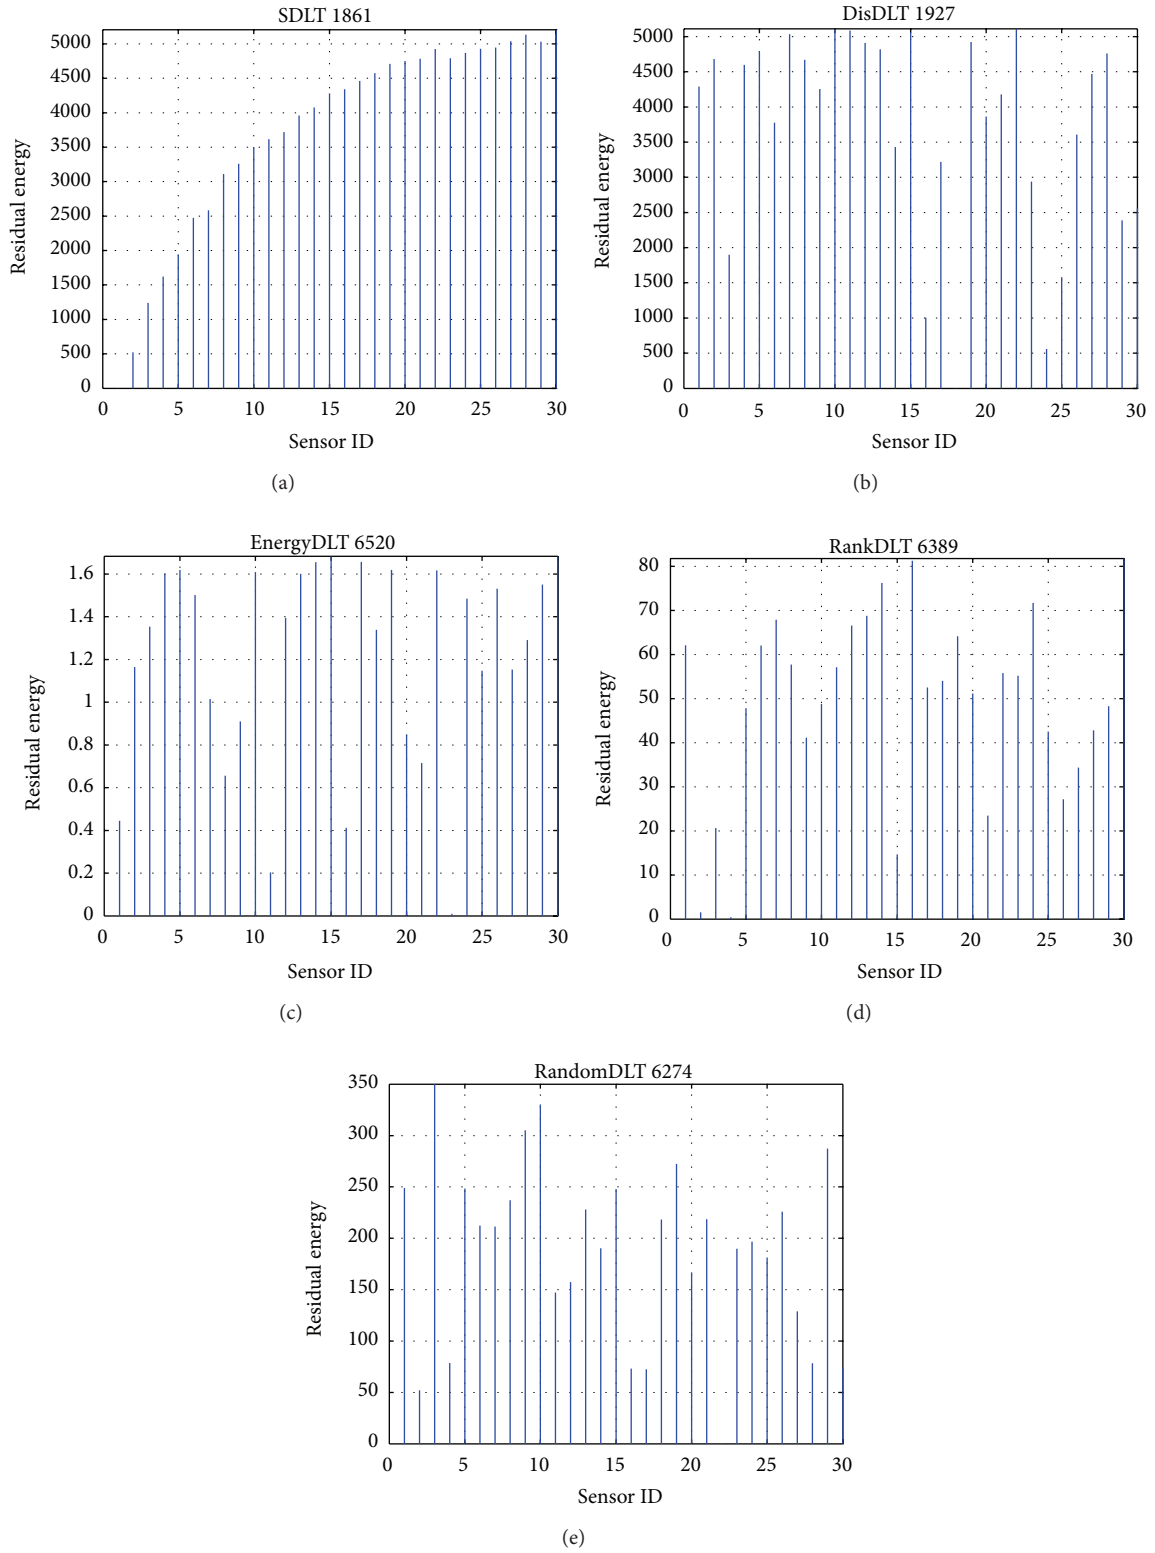 SDLT 1861
5000
4500
4000
3500
3000
2500
2000
1500
1000
500
0
Residual energy
0 5 10 15 20 25 30
Sensor ID
(a)
DisDLT 1927
5000
4500
4000
3500
3000
2500
2000
1500
1000
500
0
Residual energy
0 5 10 15 20 25 30
Sensor ID
(b)
EnergyDLT 6520
1.6
1.4
1.2
1
0.8
0.6
0.4
0.2
0
Residual energy
0 5 10 15 20 25 30
Sensor ID
(c)
RankDLT 6389
80
70
60
50
40
30
20
10
0
Residual energy
0 5 10 15 20 25 30
Sensor ID
(d)
RandomDLT 6274
350
300
250
200
150
100
50
0
Residual energy
0 5 10 15 20 25 30
Sensor ID
(e)